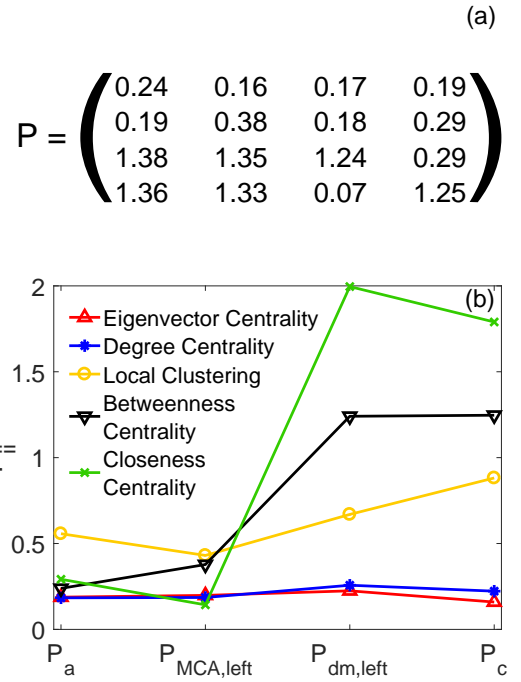 (a)
P =
0.24 0.16 0.17 0.19
0.19 0.38 0.18 0.29
1.38 1.35 1.24 0.29
1.36 1.33 0.07 1.25
(b)
2
1.5
1
0.5
0
Eigenvector Centrality
Degree Centrality
Local Clustering
Betweenness
Centrality
Closeness
Centrality
ii
P_a P_MCA,left P_dm,left P_c